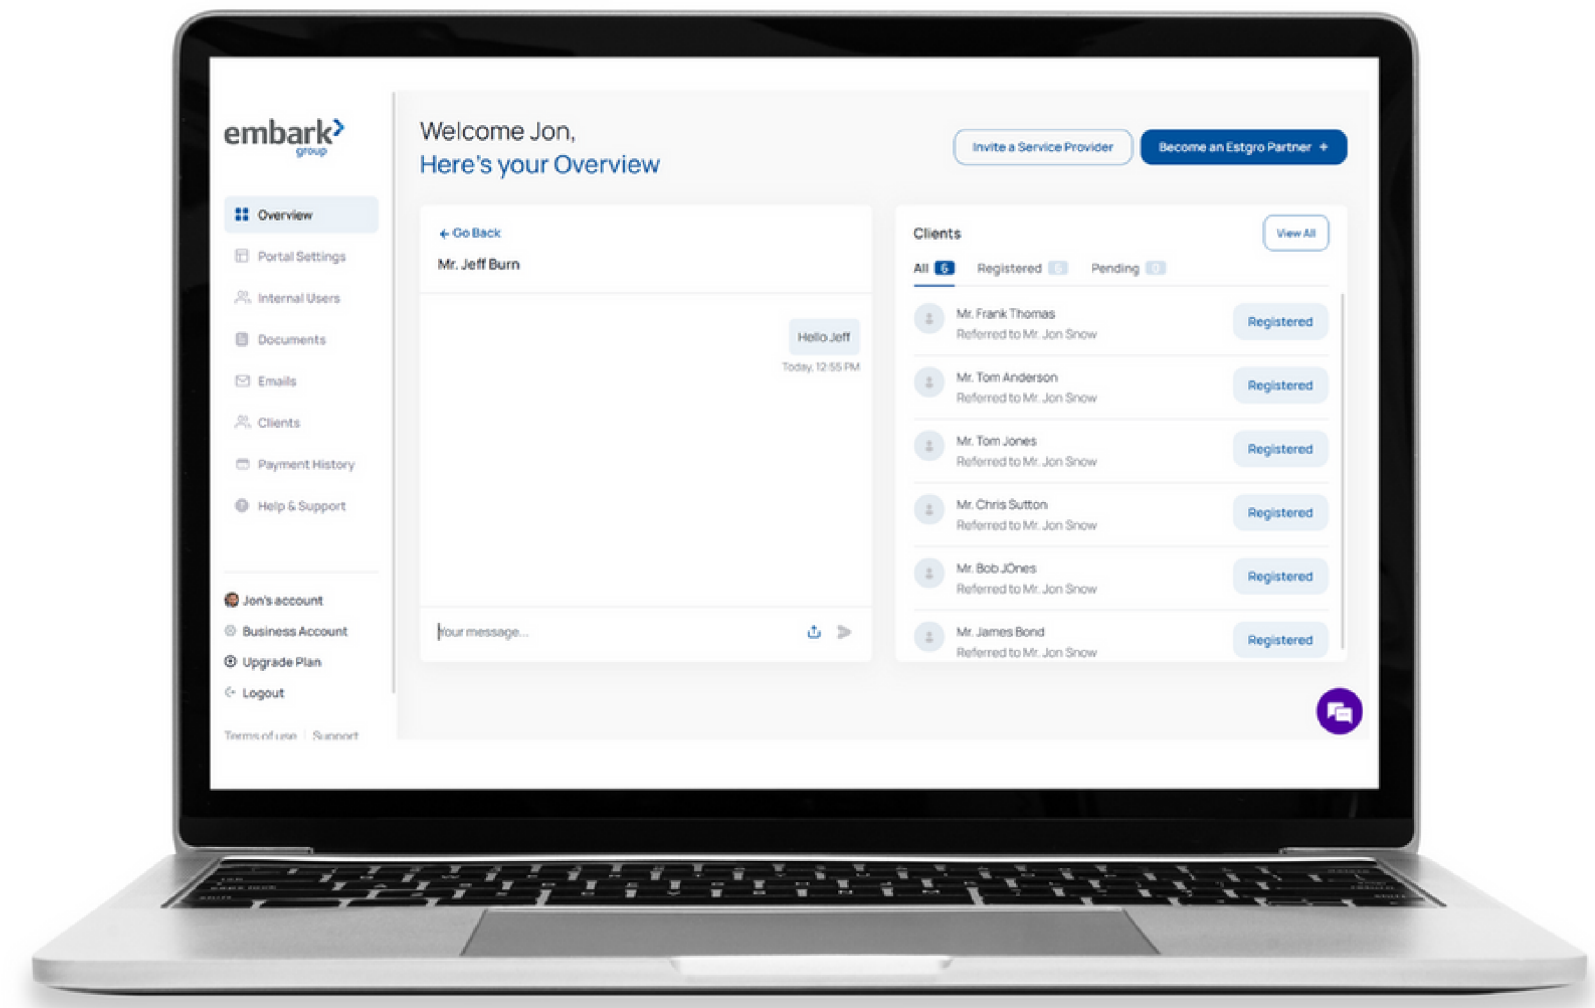 embark
group
Overview
Portal Settings
Internal Users
Documents
Emails
Clients
Payment History
Help & Support
Jon's account
Business Account
Upgrade Plan
Logout
Terms of use | Support
Welcome Jon,
Here's your Overview
Invite a Service Provider
Become an Estgro Partner +
Go Back
Mr. Jeff Burn
Hello Jeff
Today, 12:55 PM
Your message...
Clients
View All
All 6 Registered 6 Pending 0
Mr. Frank Thomas
Referred to Mr. Jon Snow
Registered
Mr. Tom Anderson
Referred to Mr. Jon Snow
Registered
Mr. Tom Jones
Referred to Mr. Jon Snow
Registered
Mr. Chris Sutton
Referred to Mr. Jon Snow
Registered
Mr. Bob JOnes
Referred to Mr. Jon Snow
Registered
Mr. James Bond
Referred to Mr. Jon Snow
Registered